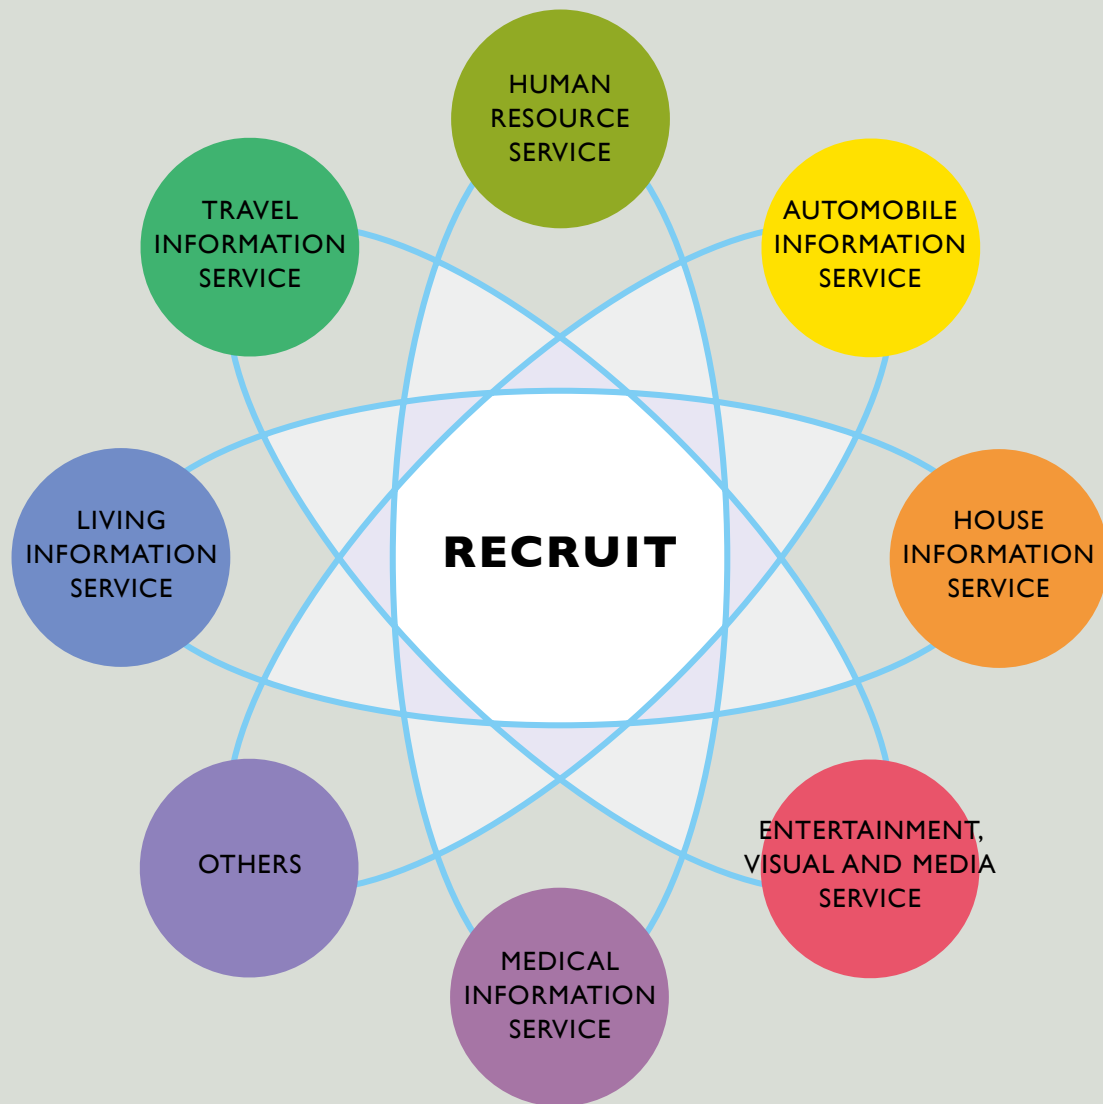 HUMAN
RESOURCE
SERVICE
TRAVEL
INFORMATION
SERVICE
AUTOMOBILE
INFORMATION
SERVICE
LIVING
INFORMATION
SERVICE
RECRUIT
HOUSE
INFORMATION
SERVICE
OTHERS
ENTERTAINMENT,
VISUAL AND MEDIA
SERVICE
MEDICAL
INFORMATION
SERVICE